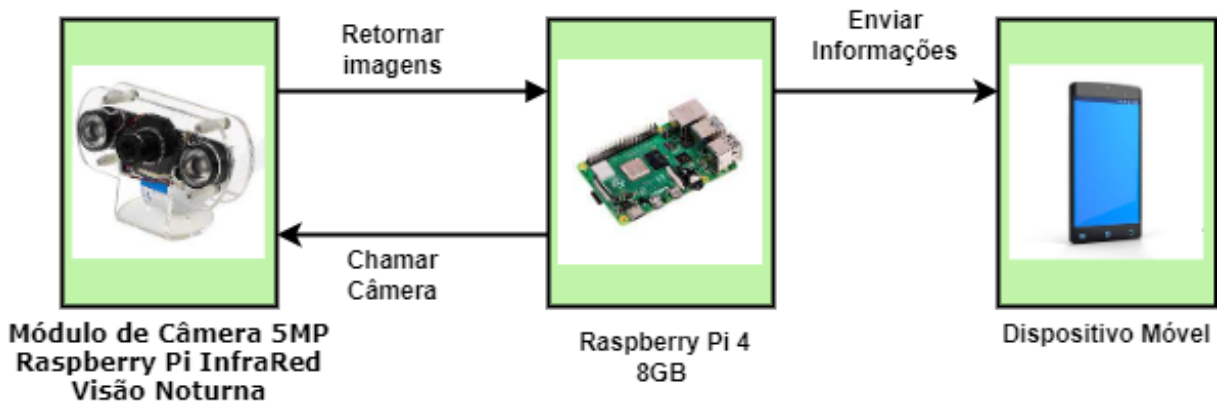 Retornar
imagens
Enviar
Informações
Chamar
Câmera
Módulo de Câmera 5MP
Raspberry Pi InfraRed
Visão Noturna
Raspberry Pi 4
8GB
Dispositivo Móvel